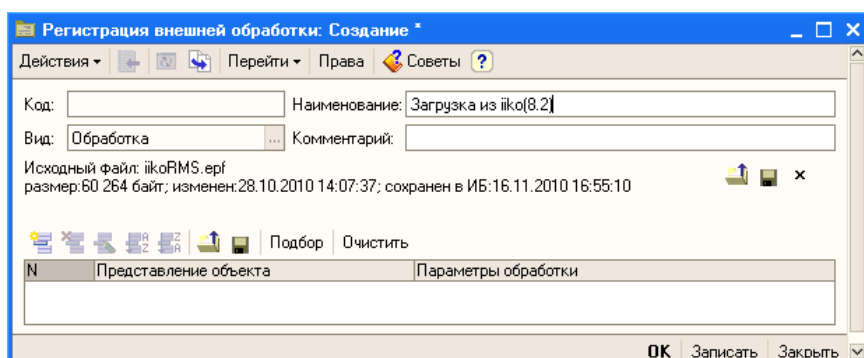 Регистрация внешней обработки: Создание *
Действия Перейти Права Советы ?
Код: Наименование: Загрузка из iiko(8.2)
Вид: Обработка ... Комментарий:
Исходный файл: iikoRMS.epf
размер:60 264 байт; изменен:28.10.2010 14:07:37; сохранен в ИБ:16.11.2010 16:55:10
Подбор Очистить
N Представление объекта Параметры обработки
OK Записать Закрыть